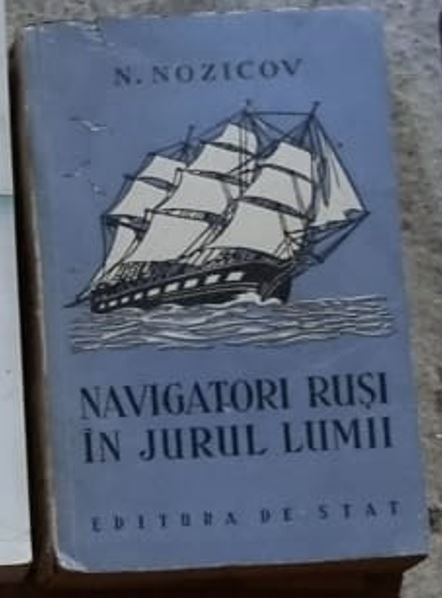 N. NOZICOV
NAVIGATORI RUȘI
ÎN JURUL LUMII
EDITURA DE STAT